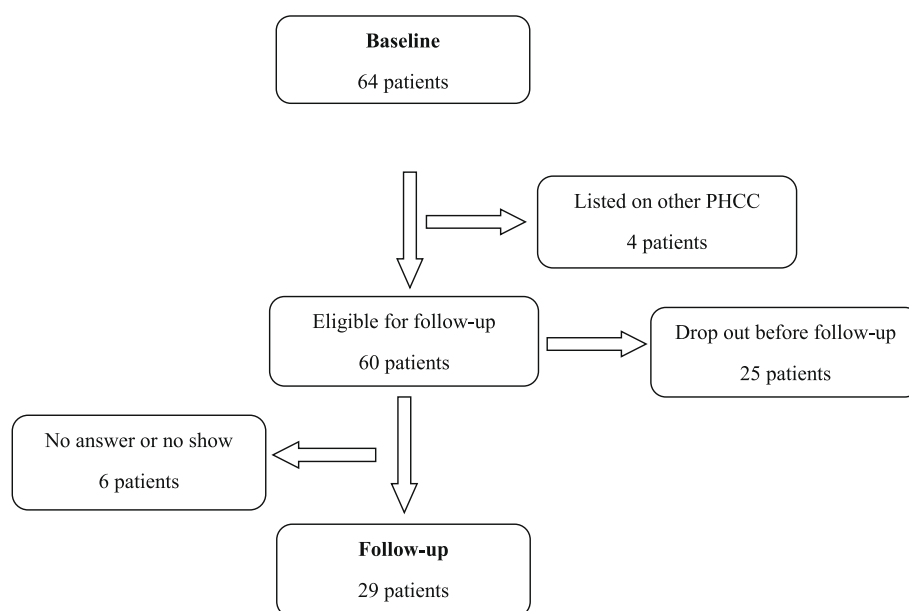 Baseline
64 patients
Listed on other PHCC
4 patients
Eligible for follow-up
60 patients
Drop out before follow-up
25 patients
No answer or no show
6 patients
Follow-up
29 patients